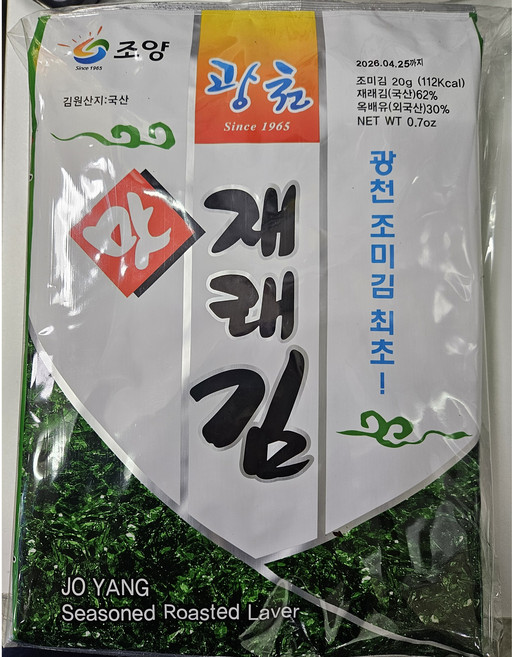 조양
Since 1965
김원산지:국산
광천
Since 1965
2026.04.25까지
조미김 20g (112Kcal)
재래김(국산)62%
옥배유(외국산)30%
NET WT 0.7oz
맛
재래김
광천 조미김 최초!
JO YANG
Seasoned Roasted Laver